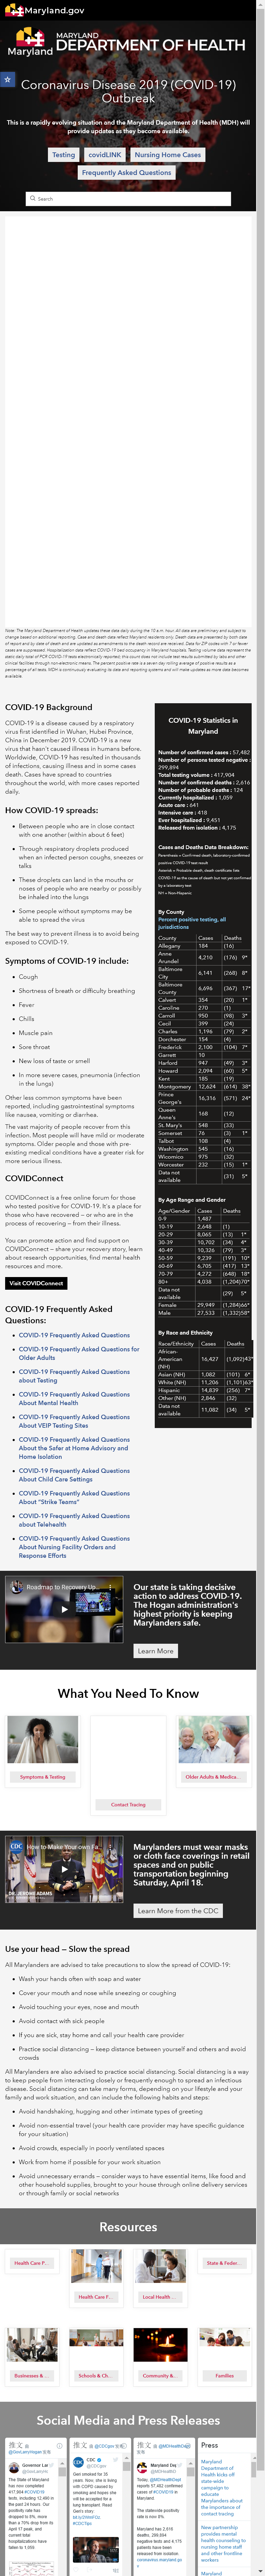 Maryland.gov
MARYLAND
DEPARTMENT OF HEALTH
Maryland
Coronavirus Disease 2019 (COVID-19)
Outbreak
This is a rapidly evolving situation and the Maryland Department of Health (MDH) will
provide updates as they become available.
Testing
covidLINK
Nursing Home Cases
Frequently Asked Questions
Search
COVID-19 Background
COVID-19 is a disease caused by a respiratory
virus first identified in Wuhan, Hubei Province,
China in December 2019. COVID-19 is a new
virus that hasn't caused illness in humans before.
Worldwide, COVID-19 has resulted in thousands
of infections, causing illness and in some cases
death. Cases have spread to countries
throughout the world, with more cases reported
daily.
How COVID-19 spreads:
Between people who are in close contact
with one another (within about 6 feet)
Through respiratory droplets produced
when an infected person coughs, sneezes or
talks
These droplets can land in the mouths or
noses of people who are nearby or possibly
be inhaled into the lungs
Some people without symptoms may be
able to spread the virus
The best way to prevent illness is to avoid being
exposed to COVID-19.
Symptoms of COVID-19 include:
Cough
Shortness of breath or difficulty breathing
Fever
Chills
Muscle pain
Sore throat
New loss of taste or smell
In more severe cases, pneumonia (infection
in the lungs)
Other less common symptoms have been
reported, including gastrointestinal symptoms
like nausea, vomiting or diarrhea.
The vast majority of people recover from this
infection. Most people will have mild or moderate
symptoms. Older people and those with pre-
existing medical conditions have a greater risk for
more serious illness.
COVIDConnect
COVIDConnect is a free online forum for those
who tested positive for COVID-19. It's a place for
people who have recovered – or who are in the
process of recovering – from their illness.
You can promote action and find support on
COVIDConnect — share your recovery story, learn
about research opportunities, find mental health
resources and more.
Visit COVIDConnect
COVID-19 Frequently Asked
Questions:
COVID-19 Frequently Asked Questions
COVID-19 Frequently Asked Questions for
Older Adults
COVID-19 Frequently Asked Questions
about Testing
COVID-19 Frequently Asked Questions
About Mental Health
COVID-19 Frequently Asked Questions
About VEIP Testing Sites
COVID-19 Frequently Asked Questions
About the Safer at Home Advisory and
Home Isolation
COVID-19 Frequently Asked Questions
About Child Care Settings
COVID-19 Frequently Asked Questions
About "Strike Teams"
COVID-19 Frequently Asked Questions
about Telehealth
COVID-19 Frequently Asked Questions
About Nursing Facility Orders and
Response Efforts
COVID-19 Statistics in
Maryland
Number of confirmed cases : 57,482
Number of persons tested negative :
299,894
Total testing volume : 417,904
Number of confirmed deaths : 2,616
Number of probable deaths : 124
Currently hospitalized : 1,059
Acute care : 641
Intensive care : 418
Ever hospitalized : 9,451
Released from isolation : 4,175
Cases and Deaths Data Breakdown:
NH = Non-Hispanic
By County
Percent positive testing, all
jurisdictions
County Cases Deaths
Allegany 184 (16)
Anne
Arundel 4,210 (176) 9*
Baltimore
City 6,141 (268) 8*
Baltimore
County 6,696 (367) 17*
Calvert 354 (20) 1*
Caroline 270 (1)
Carroll 950 (98) 3*
Cecil 399 (24)
Charles 1,196 (79) 2*
Dorchester 154 (4)
Frederick 2,100 (104) 7*
Garrett 10
Harford 947 (49) 3*
Howard 2,094 (60) 5*
Kent 185 (19)
Montgomery 12,624 (614) 38*
Prince
George's 16,316 (571) 24*
Queen
Anne's 168 (12)
St. Mary's 548 (33)
Somerset 76 (3) 1*
Talbot 108 (4)
Washington 545 (16)
Wicomico 975 (32)
Worcester 232 (15) 1*
Data not
available (31) 5*
By Age Range and Gender
Age/Gender Cases Deaths
0-9 1,487
10-19 2,648 (1)
20-29 8,065 (13) 1*
30-39 10,702 (34) 4*
40-49 10,326 (79) 3*
50-59 9,239 (191) 10*
60-69 6,705 (417) 13*
70-79 4,272 (648) 18*
80+ 4,038 (1,204) 70*
Data not
available (29) 5*
Female 29,949 (1,284) 66*
Male 27,533 (1,332) 58*
By Race and Ethnicity
Race/Ethnicity Cases Deaths
African-
American
(NH) 16,427 (1,092) 43*
Asian (NH) 1,082 (101) 6*
White (NH) 11,206 (1,101) 63*
Hispanic 14,839 (256) 7*
Other (NH) 2,846 (32)
Data not
available 11,082 (34) 5*
Roadmap to Recovery Up...
Our state is taking decisive
action to address COVID-19.
The Hogan administration's
highest priority is keeping
Marylanders safe.
Learn More
What You Need To Know
Symptoms & Testing
Contact Tracing
Older Adults & Medica...
CDC
How to Make Your own Fa...
DR. JEROME ADAMS
Marylanders must wear masks
or cloth face coverings in retail
spaces and on public
transportation beginning
Saturday, April 18.
Learn More from the CDC
Use your head — Slow the spread
All Marylanders are advised to take precautions to slow the spread of COVID-19:
Wash your hands often with soap and water
Cover your mouth and nose while sneezing or coughing
Avoid touching your eyes, nose and mouth
Avoid contact with sick people
If you are sick, stay home and call your health care provider
Practice social distancing — keep distance between yourself and others and avoid
crowds
All Marylanders are also advised to practice social distancing. Social distancing is a way
to keep people from interacting closely or frequently enough to spread an infectious
disease. Social distancing can take many forms, depending on your lifestyle and your
family and work situation, and can include the following habits and steps:
Avoid handshaking, hugging and other intimate types of greeting
Avoid non-essential travel (your health care provider may have specific guidance
for your situation)
Avoid crowds, especially in poorly ventilated spaces
Work from home if possible for your work situation
Avoid unnecessary errands — consider ways to have essential items, like food and
other household supplies, brought to you through online delivery services
or through family or social networks
Resources
Health Care P...
Health Care F...
Local Health ...
State & Feder...
Businesses & ...
Schools & Ch...
Community &...
Families
Social Media and Press Releases
Press
Maryland
Department of
Health kicks off
state-wide
campaign to
educate
Marylanders about
the importance of
contact tracing
New partnership
provides mental
health counseling to
nursing home staff
and other frontline
workers
Maryland